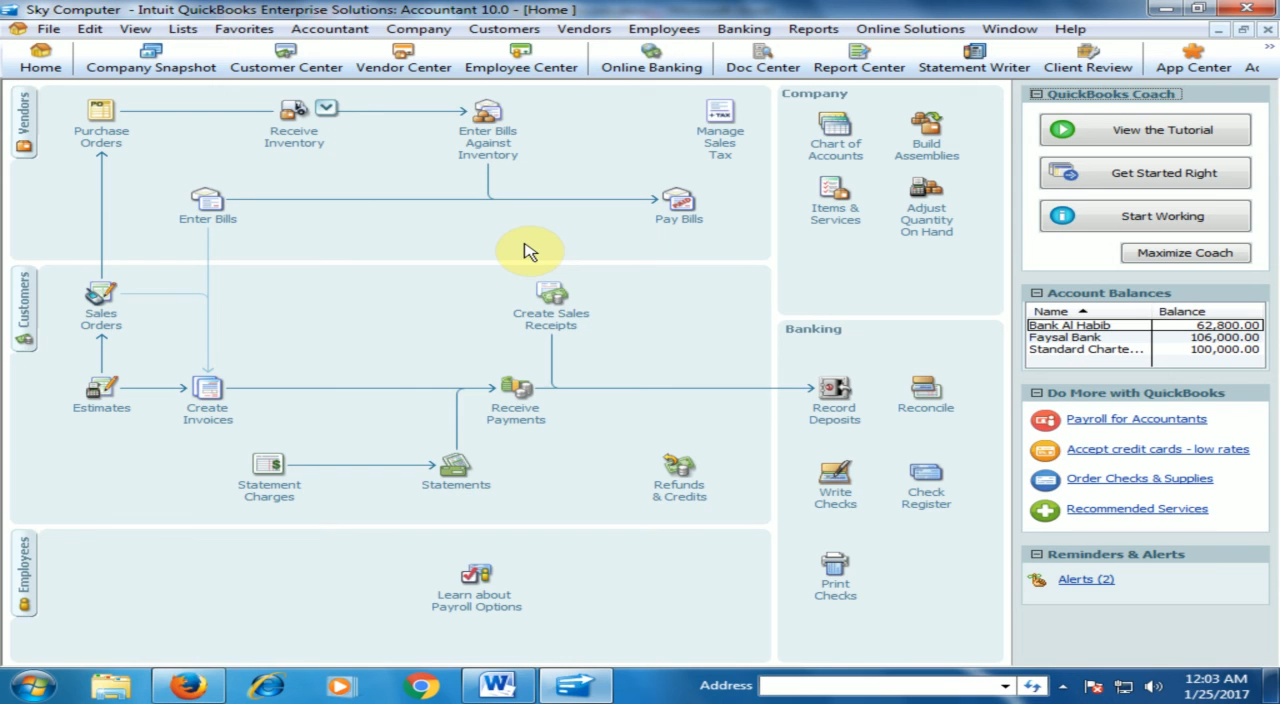 Sky Computer - Intuit QuickBooks Enterprise Solutions: Accountant 10.0 - [Home ]
File Edit View Lists Favorites Accountant Company Customers Vendors Employees Banking Reports Online Solutions Window Help
Home Company Snapshot Customer Center Vendor Center Employee Center Online Banking Doc Center Report Center Statement Writer Client Review App Center Ac
Vendors
PO
Purchase
Orders
Receive
Inventory
Enter Bills
Against
Inventory
+ TAX
Manage
Sales
Tax
Enter Bills
Pay Bills
Customers
Sales
Orders
Create Sales
Receipts
Estimates
Create
Invoices
Receive
Payments
Statement
Charges
Statements
Refunds
& Credits
Employees
Learn about
Payroll Options
Company
Chart of
Accounts
Build
Assemblies
Items &
Services
Adjust
Quantity
On Hand
Banking
Record
Deposits
Reconcile
Write
Checks
Check
Register
Print
Checks
QuickBooks Coach
View the Tutorial
Get Started Right
Start Working
Maximize Coach
Account Balances
Name Balance
Bank Al Habib 62,800.00
Faysal Bank 106,000.00
Standard Charte... 100,000.00
Do More with QuickBooks
Payroll for Accountants
Accept credit cards - low rates
Order Checks & Supplies
Recommended Services
Reminders & Alerts
Alerts (2)
Address
12:03 AM
1/25/2017